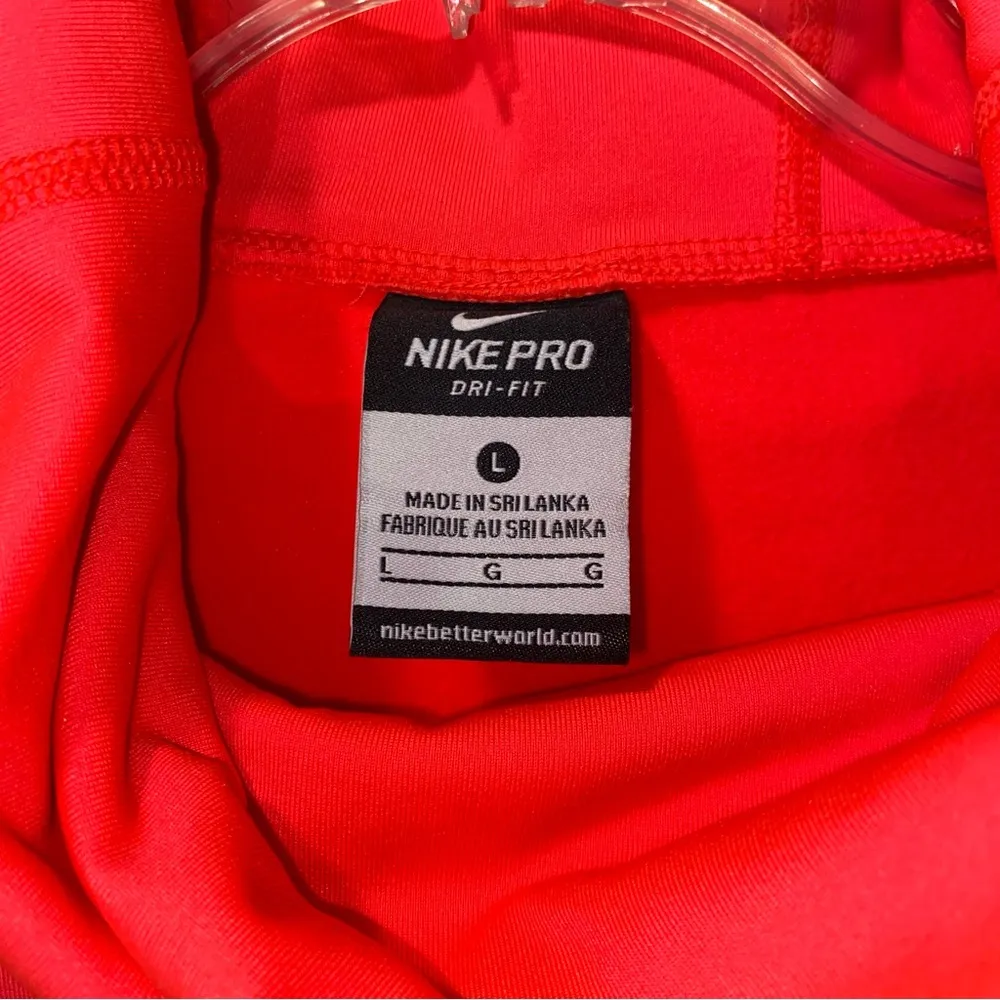 NIKE PRO
DRI-FIT
L
MADE IN SRI LANKA
FABRIQUE AU SRI LANKA
L G G
nikebetterworld.com